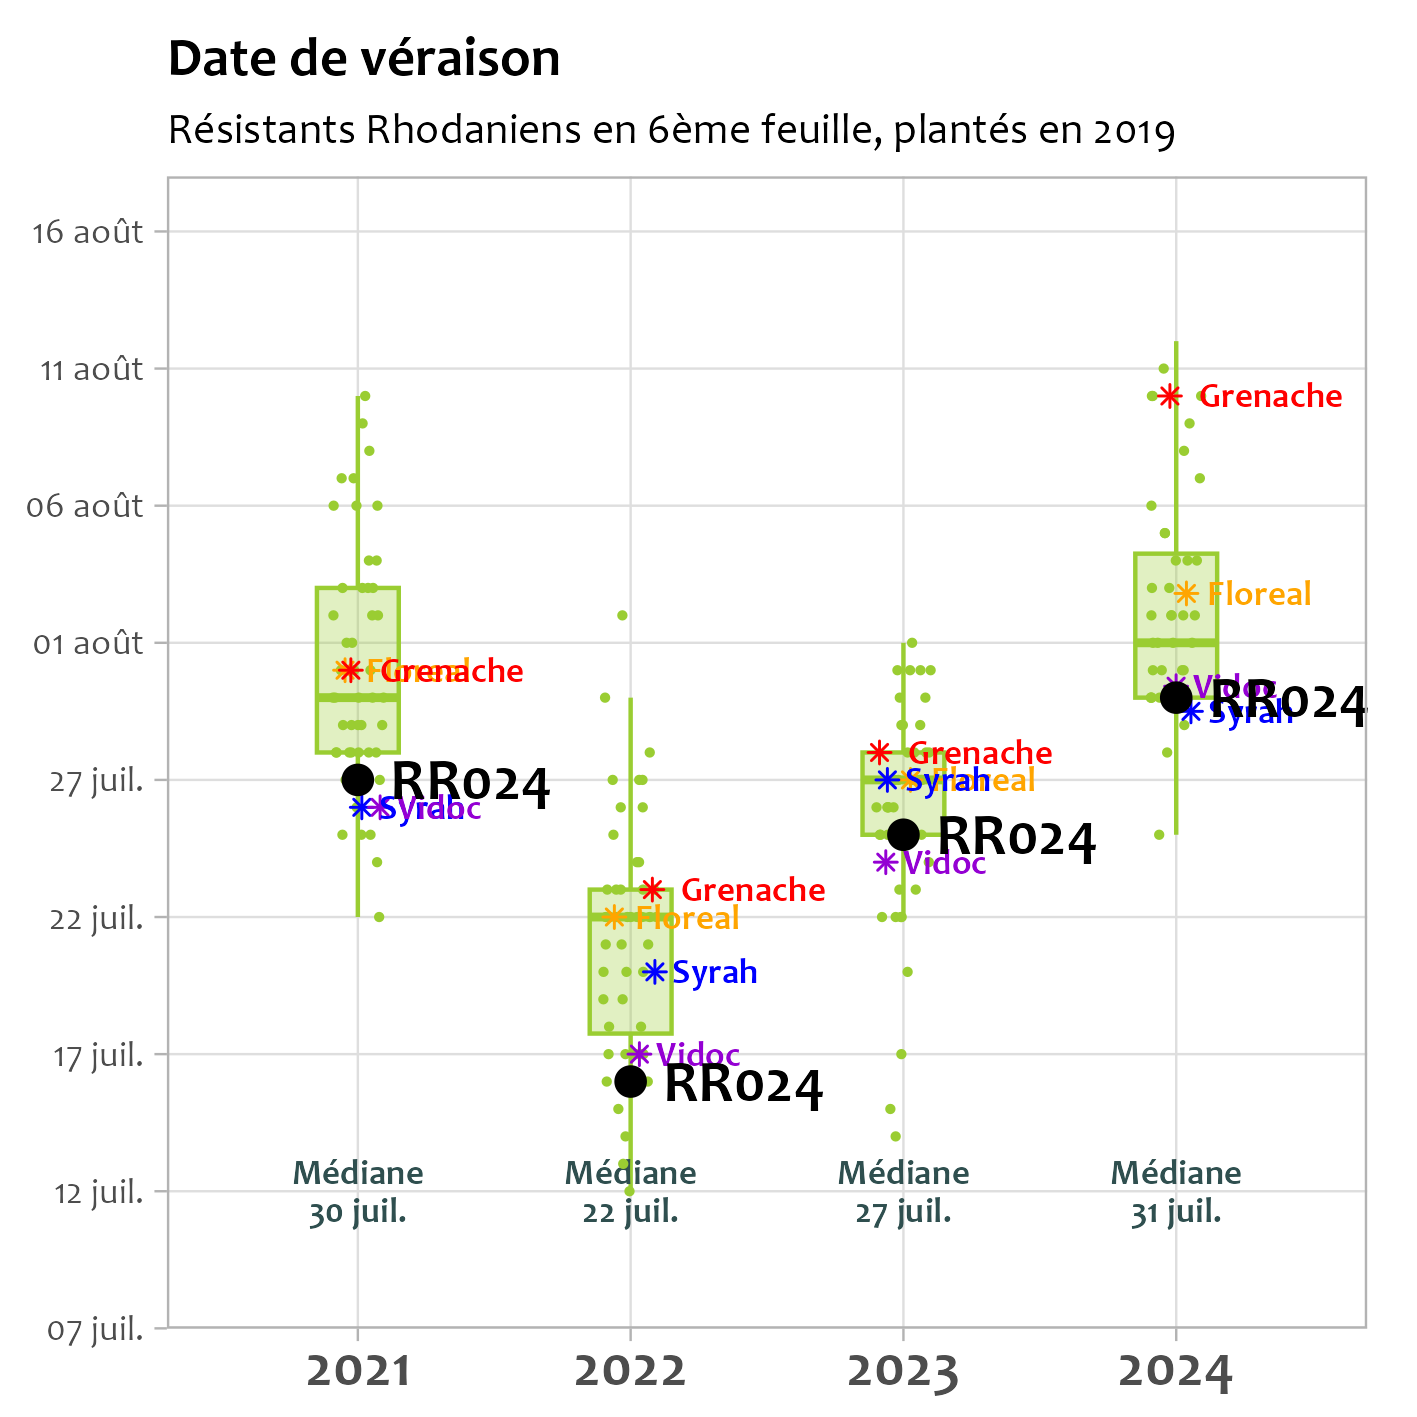 Date de véraison
Résistants Rhodaniens en 6ème feuille, plantés en 2019
16 août
11 août
06 août
01 août
27 juil.
22 juil.
17 juil.
12 juil.
07 juil.
Floreal
Grenache
RR024
Syrah
Vidoc
Médiane
30 juil.
Grenache
Floreal
Syrah
Vidoc
RR024
Médiane
22 juil.
Grenache
Syrah
Floreal
RR024
Vidoc
Médiane
27 juil.
Grenache
Floreal
Vidoc
RR024
Syrah
Médiane
31 juil.
2021
2022
2023
2024